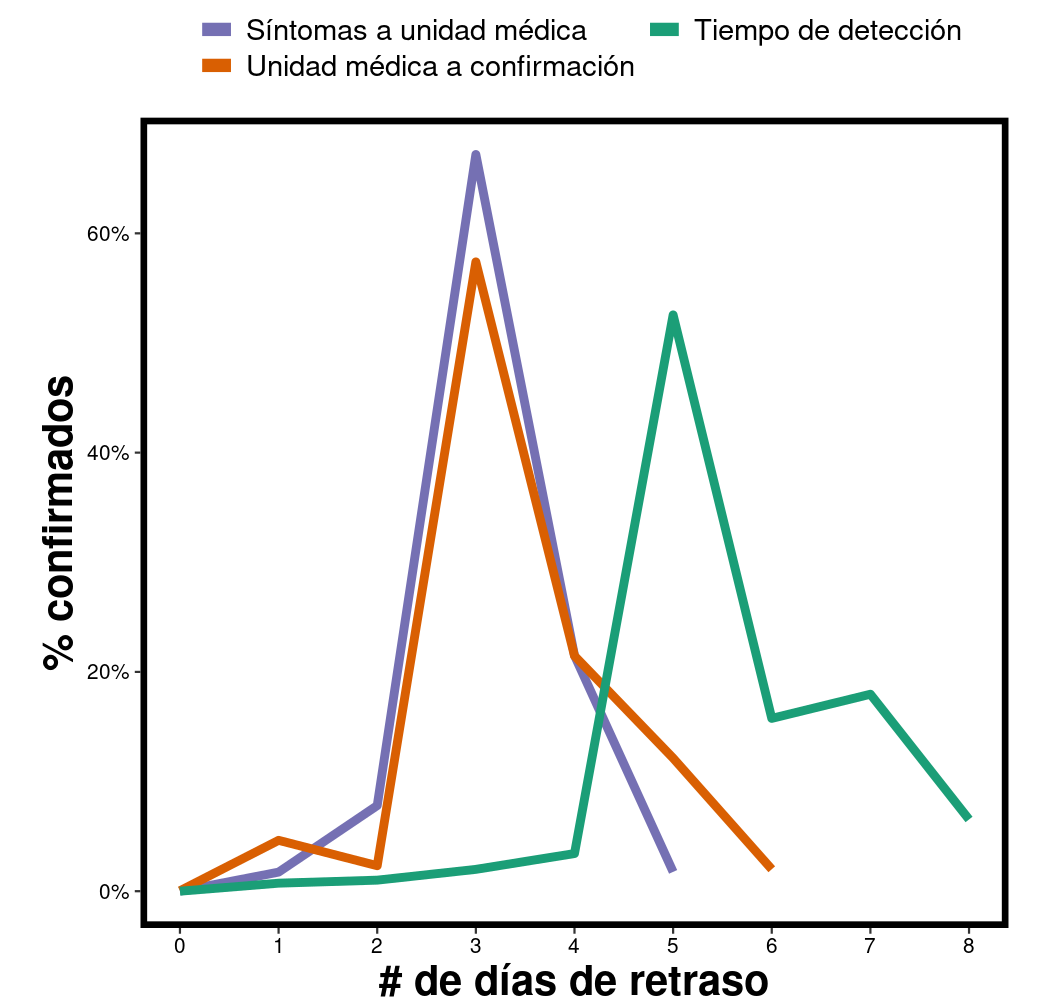 Síntomas a unidad médica
Tiempo de detección
Unidad médica a confirmación
60%
40%
20%
0%
% confirmados
0 1 2 3 4 5 6 7 8
# de días de retraso